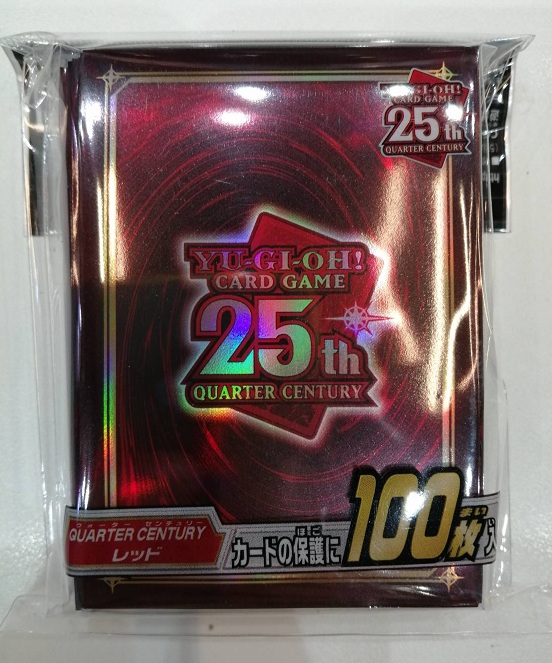 YU-GI-OH!
CARD GAME
25th
QUARTER CENTURY
YU-GI-OH!
CARD GAME
25th
QUARTER CENTURY
クォーター センチュリー
QUARTER CENTURY
レッド
ほご
カードの保護に
まい
100枚入